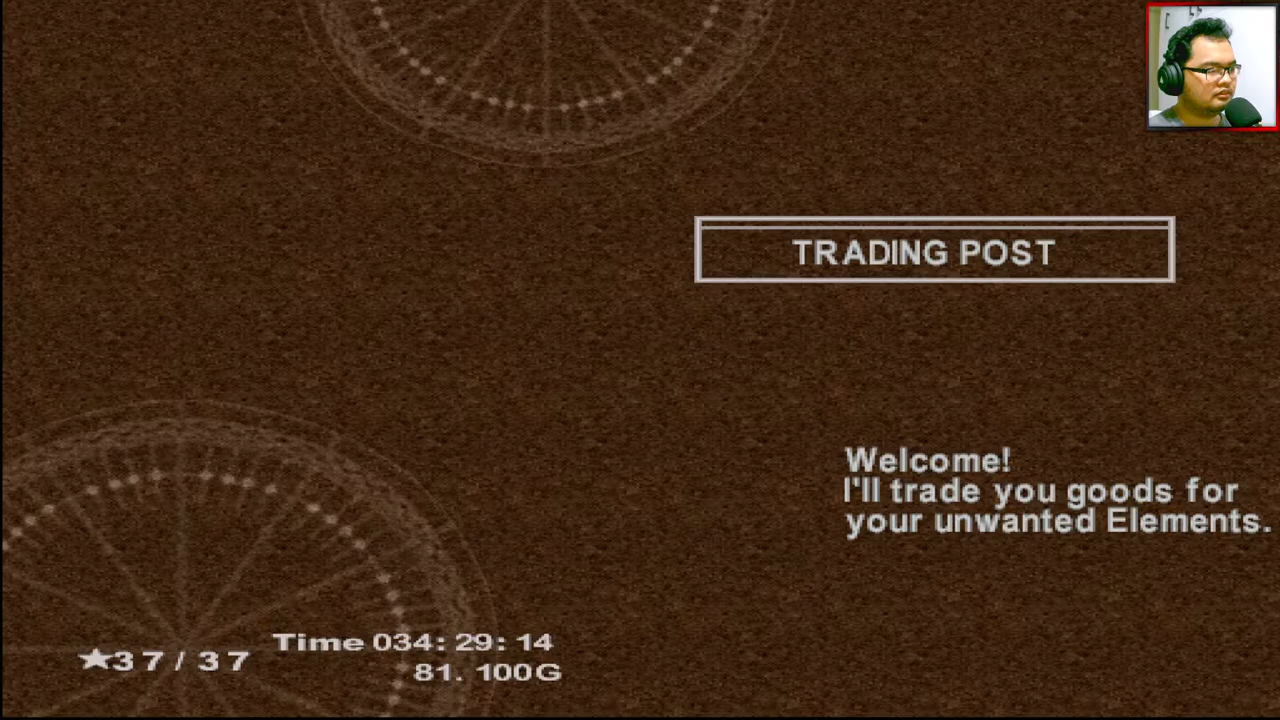 TRADING POST
Welcome!
I'll trade you goods for
your unwanted Elements.
Time 034: 29: 14
★37/ 37
81. 100G